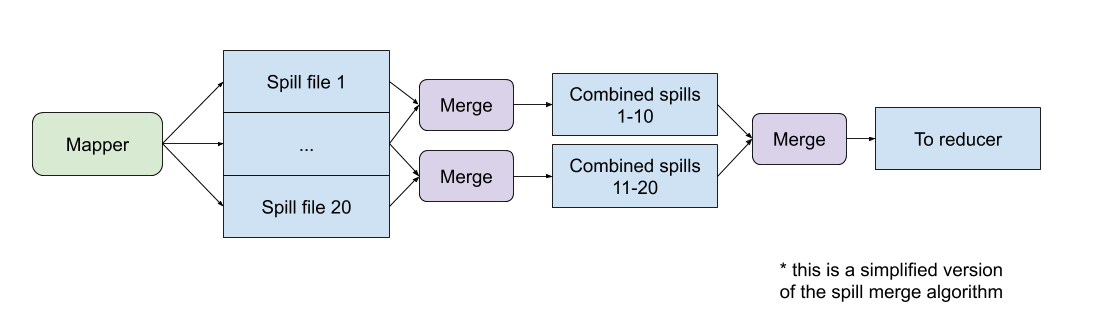 Mapper
Spill file 1
...
Spill file 20
Merge
Merge
Combined spills
1-10
Combined spills
11-20
Merge
To reducer
* this is a simplified version
of the spill merge algorithm